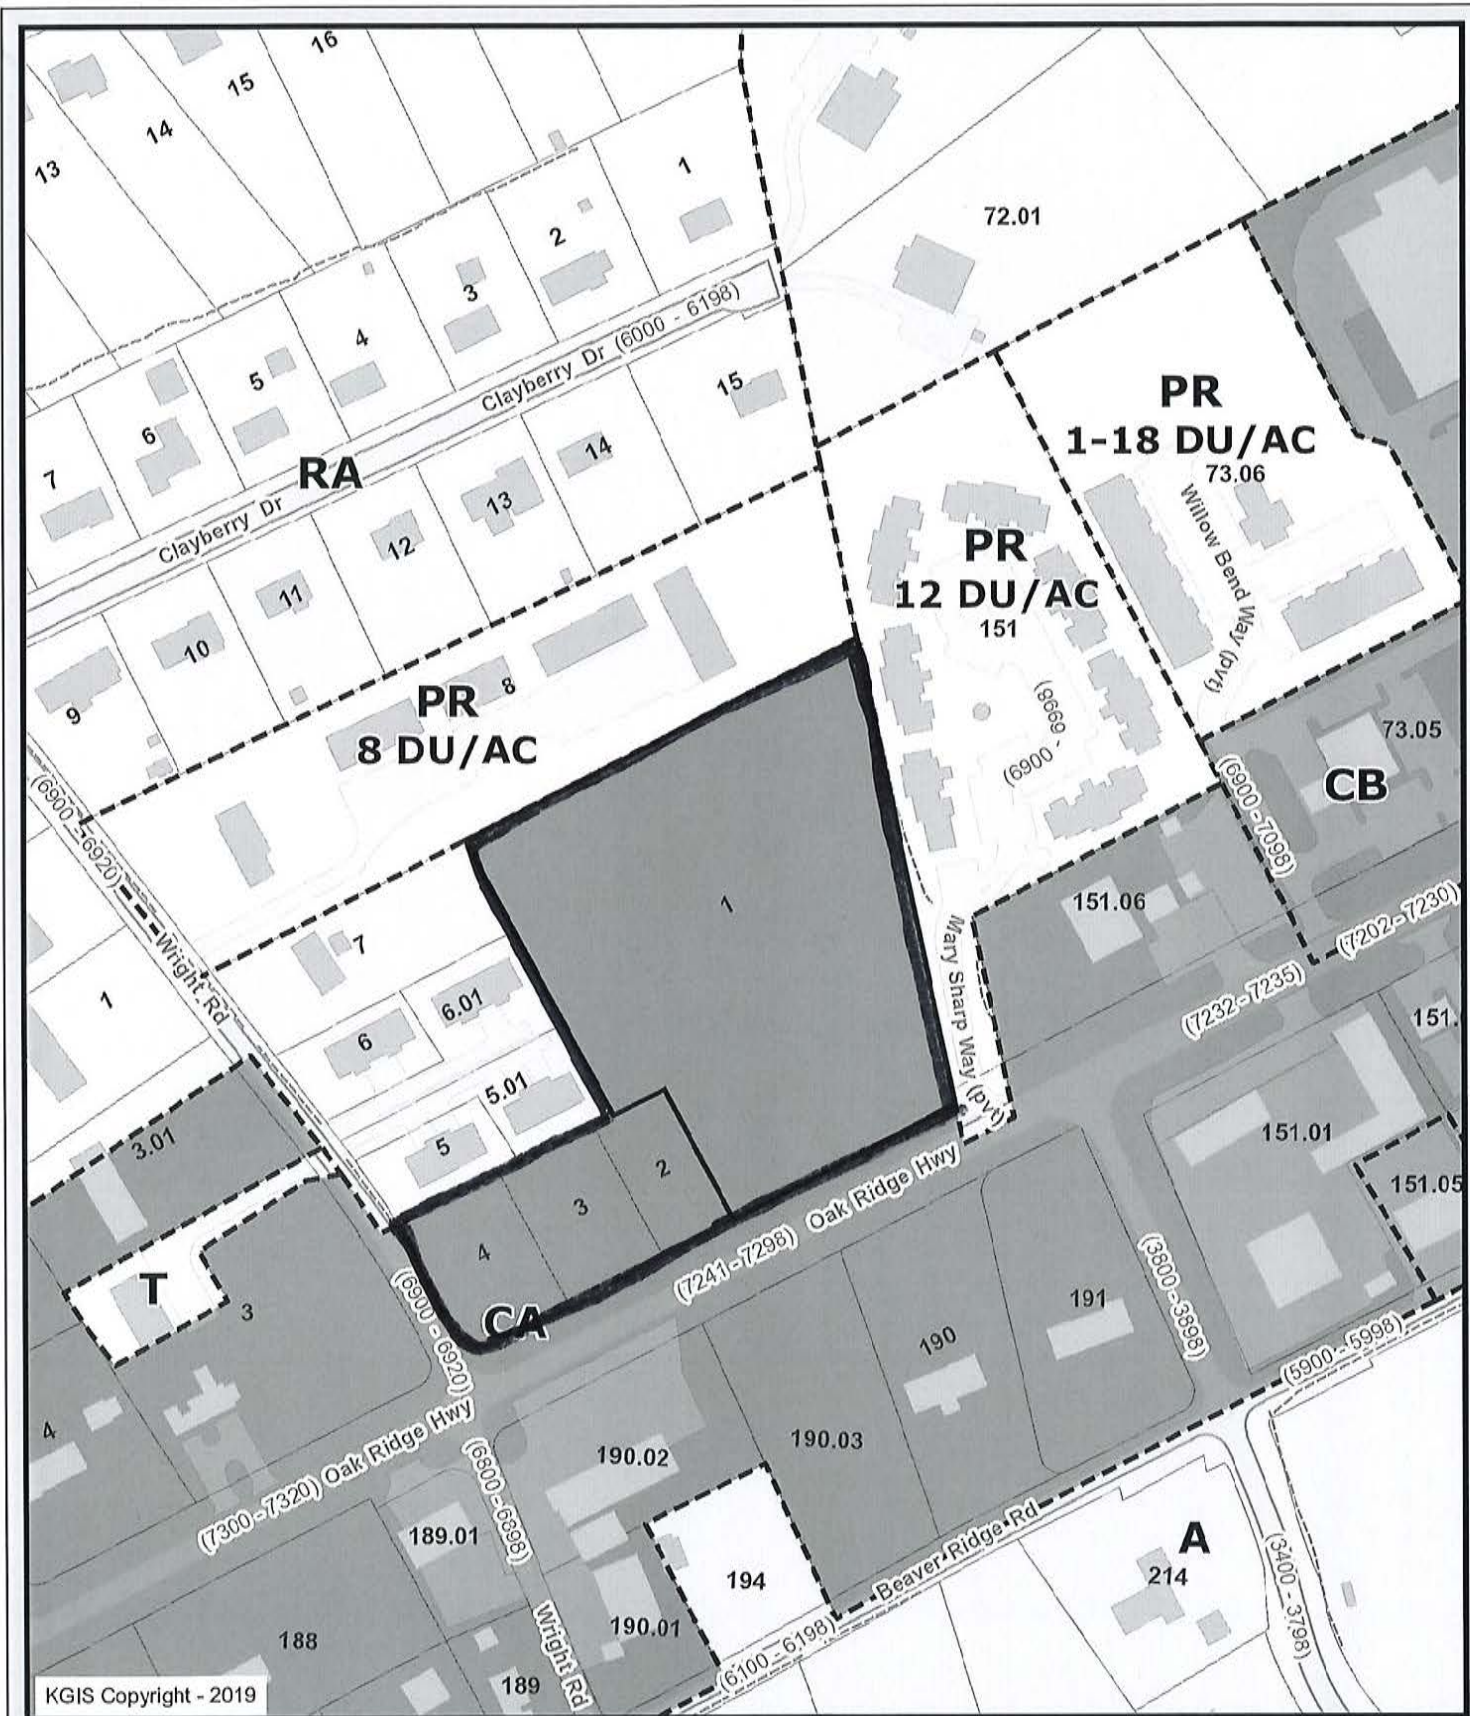 16
15
14
13
1
2
72.01
3
4
5
6
7
Clayberry Dr (6000 - 6198)
15
PR
1-18 DU/AC
73.06
Willow Bend Way (pvt)
RA
14
13
12
11
10
9
Clayberry Dr
PR
12 DU/AC
151
(6900 - 6998)
8
PR
8 DU/AC
73.05
CB
(6900 - 7098)
(6900 - 6920)
Wright Rd
1
7
6.01
6
5.01
5
1
151.06
Mary Sharp Way (pvt)
(7202 - 7230)
(7232 - 7235)
151.
151.01
151.05
3.01
2
3
4
Oak Ridge Hwy
(7241 - 7298)
(3800 - 3898)
T
3
CA
(6900 - 6920)
191
190
(5900 - 5998)
4
(7300 - 7320) Oak Ridge Hwy
190.02
190.03
(6800 - 6898)
189.01
A
214
Beaver Ridge Rd
(3400 - 3798)
194
188
190.01
Wright Rd
(6100 - 6198)
189
KGIS Copyright - 2019